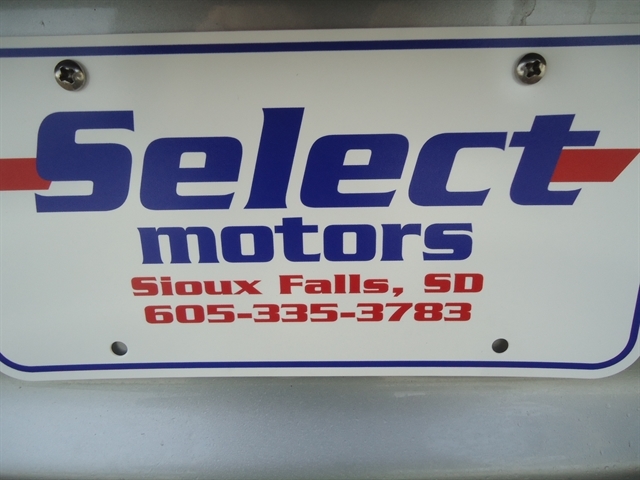 Select
motors
Sioux Falls, SD
605-335-3783